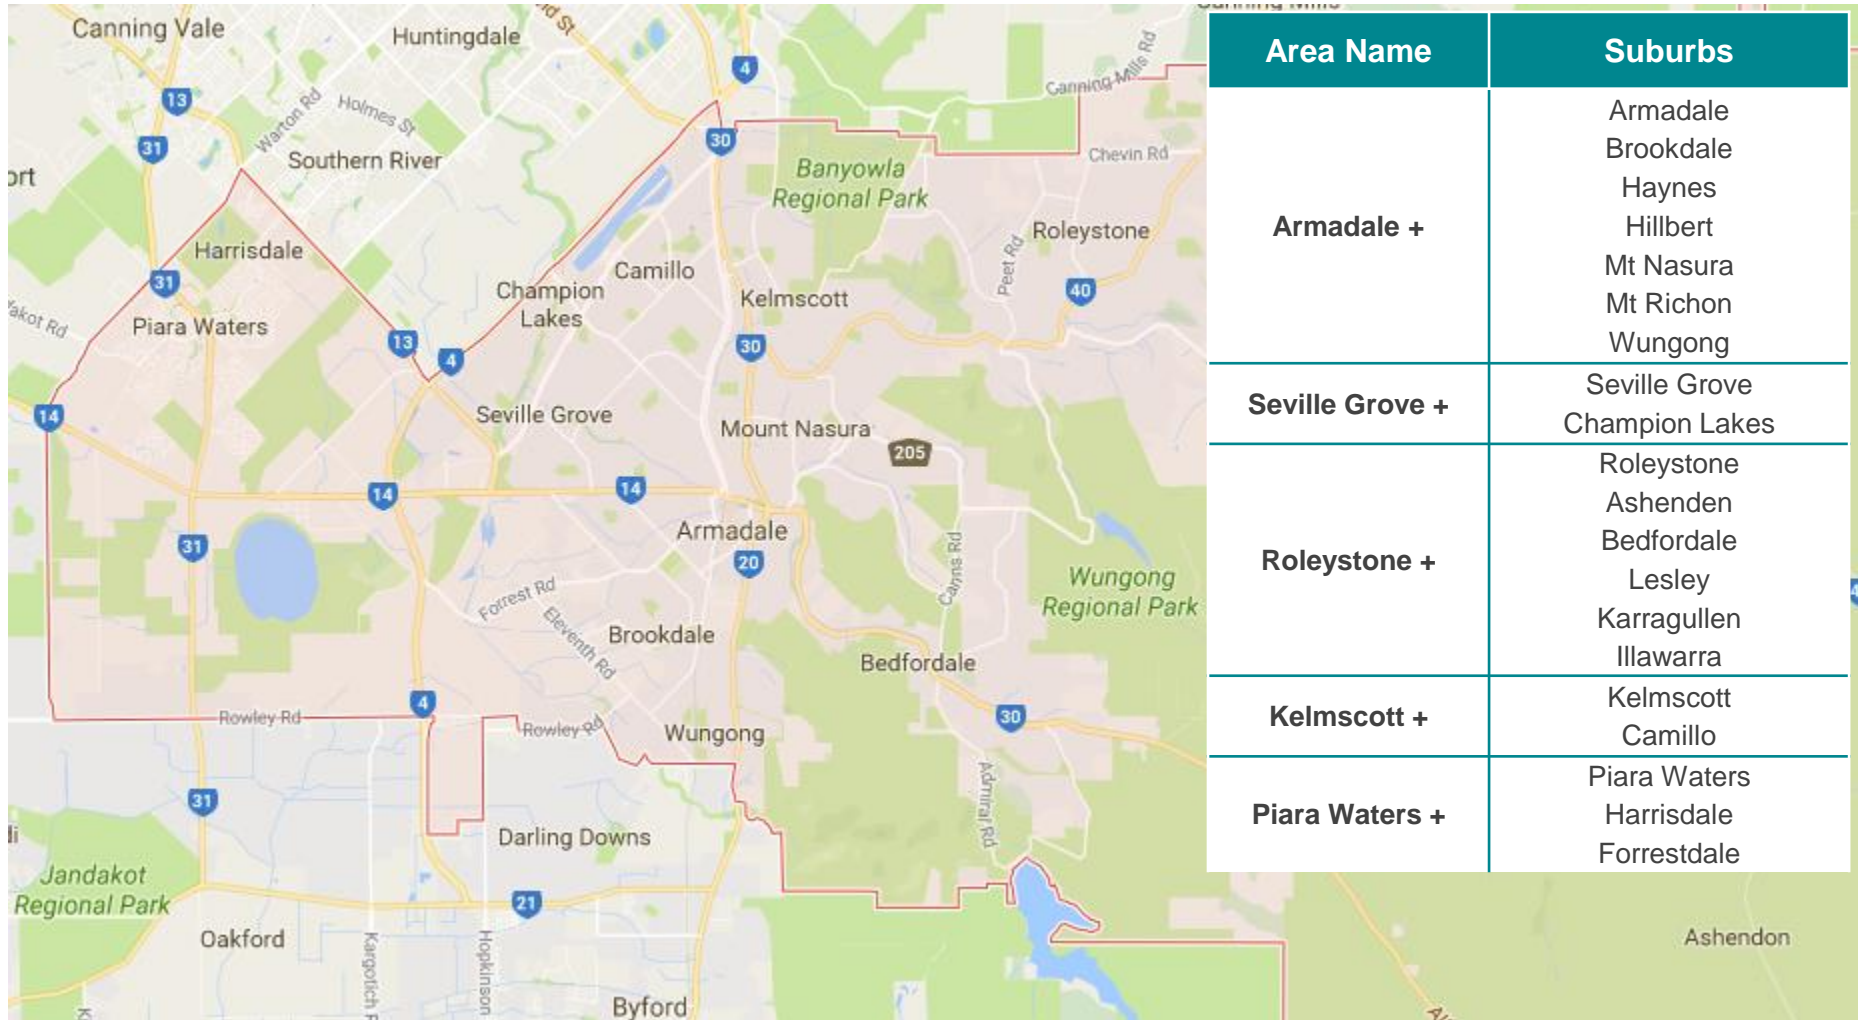 Canning Vale
Huntingdale
Canning Mills
4
13
Warton Rd
Holmes St
31
Southern River
30
Canning Mills Rd
Chevin Rd
Banyowla
Regional Park
Roleystone
Harrisdale
31
Camillo
Champion
Lakes
Kelmscott
Peet Rd
40
Piara Waters
13
4
30
14
Seville Grove
Mount Nasura
205
14
14
Armadale
31
20
Canns Rd
Wungong
Regional Park
Forrest Rd
Eleventh Rd
Brookdale
Bedfordale
4
Rowley Rd
Rowley Rd
Wungong
30
Admiral Rd
31
Darling Downs
Jandakot
Regional Park
21
Oakford
Hopkinson
Byford
Ashendon
Area Name Suburbs
Armadale +
Armadale
Brookdale
Haynes
Hillbert
Mt Nasura
Mt Richon
Wungong
Seville Grove +
Seville Grove
Champion Lakes
Roleystone +
Roleystone
Ashenden
Bedfordale
Lesley
Karragullen
Illawarra
Kelmscott +
Kelmscott
Camillo
Piara Waters +
Piara Waters
Harrisdale
Forrestdale